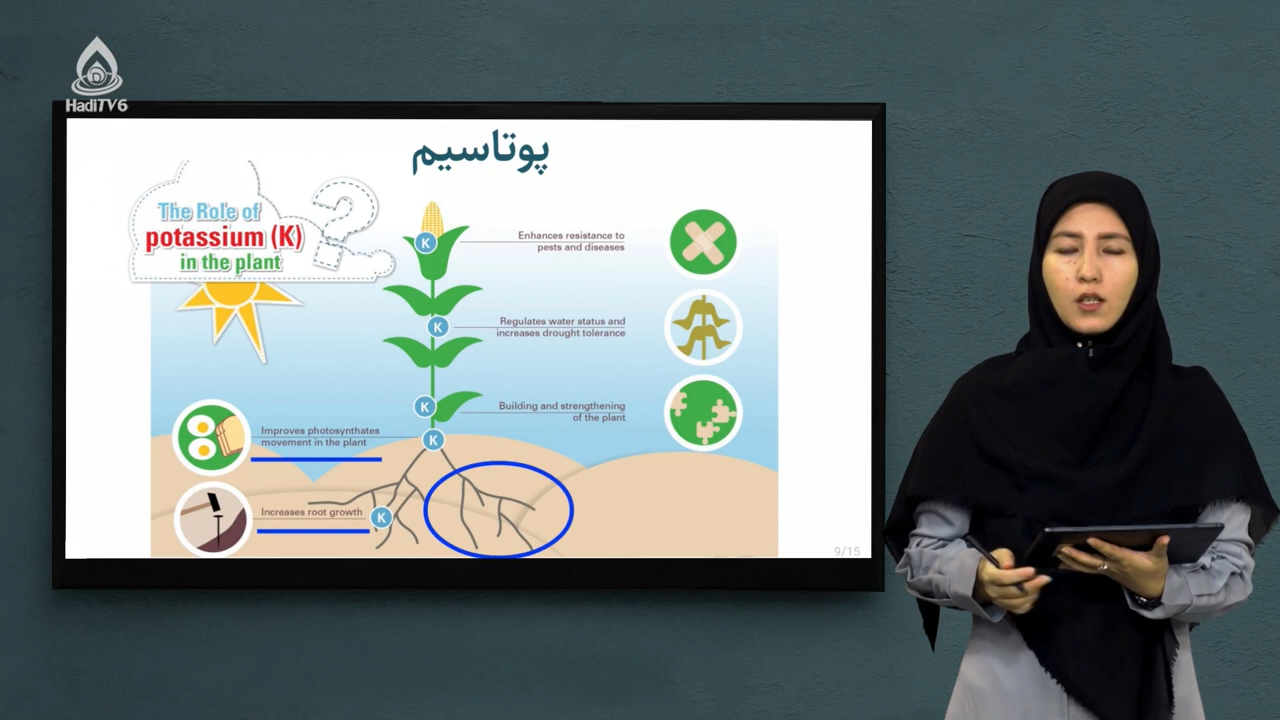 HadiTV6
پوتاسیم
The Role of
potassium (K)
in the plant
?
K
Enhances resistance to
pests and diseases
K
Regulates water status and
increases drought tolerance
K
Building and strengthening
of the plant
K
Improves photosynthates
movement in the plant
Increases root growth
K
9/15